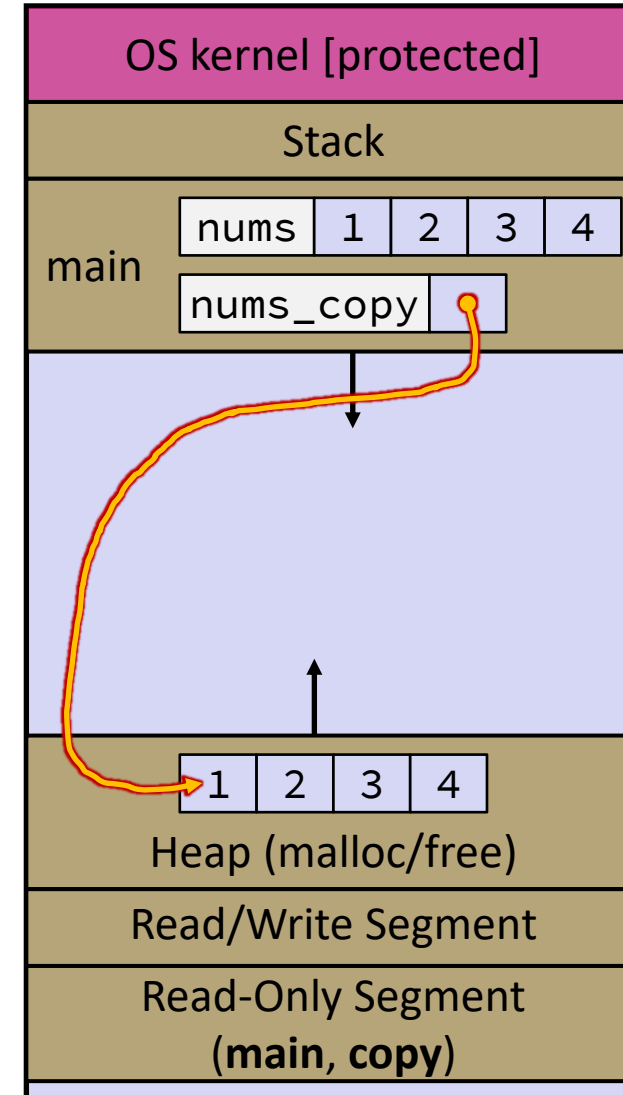 OS kernel [protected]
Stack
main
nums 1 2 3 4
nums_copy
1 2 3 4
Heap (malloc/free)
Read/Write Segment
Read-Only Segment
(main, copy)